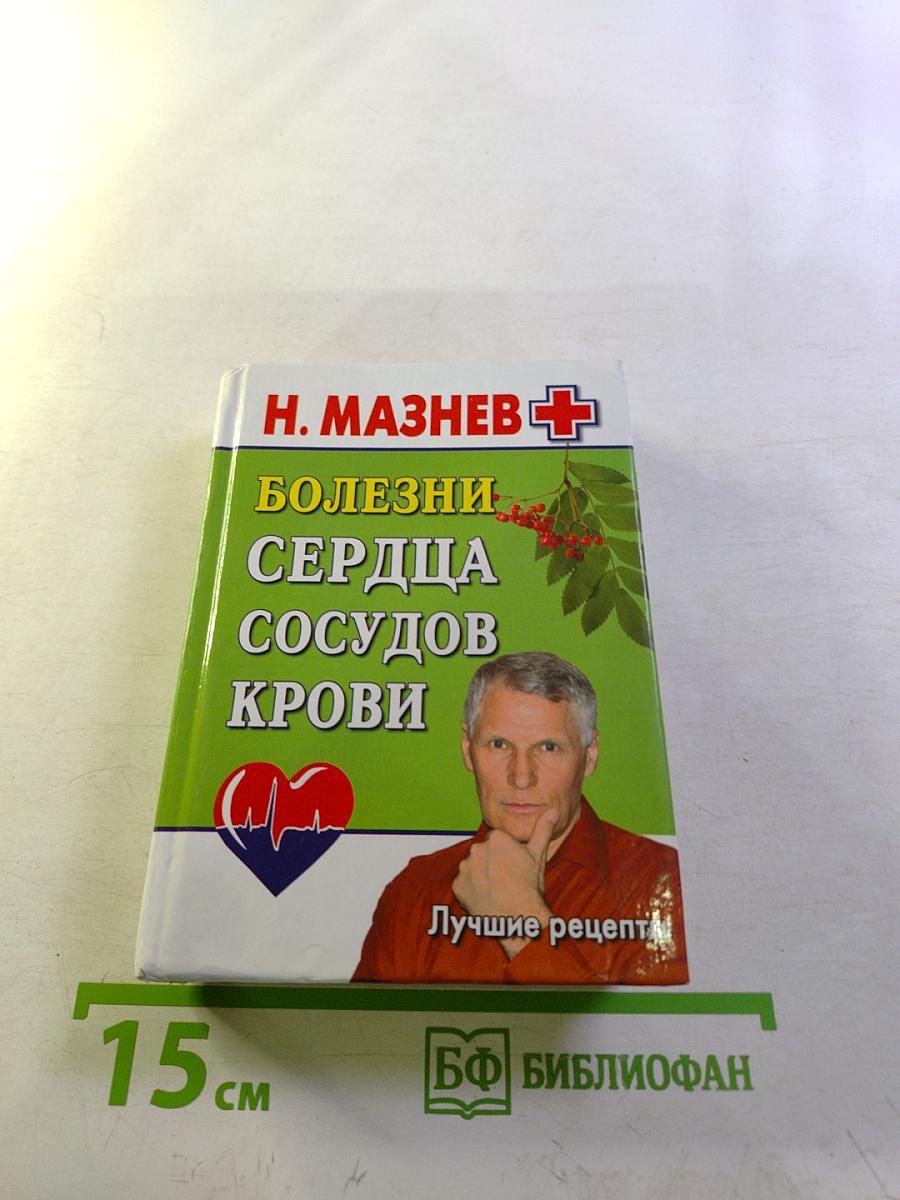 Н. МАЗНЕВ
БОЛЕЗНИ
СЕРДЦА
СОСУДОВ
КРОВИ
Лучшие рецепты
15 см
БФ БИБЛИОФАН